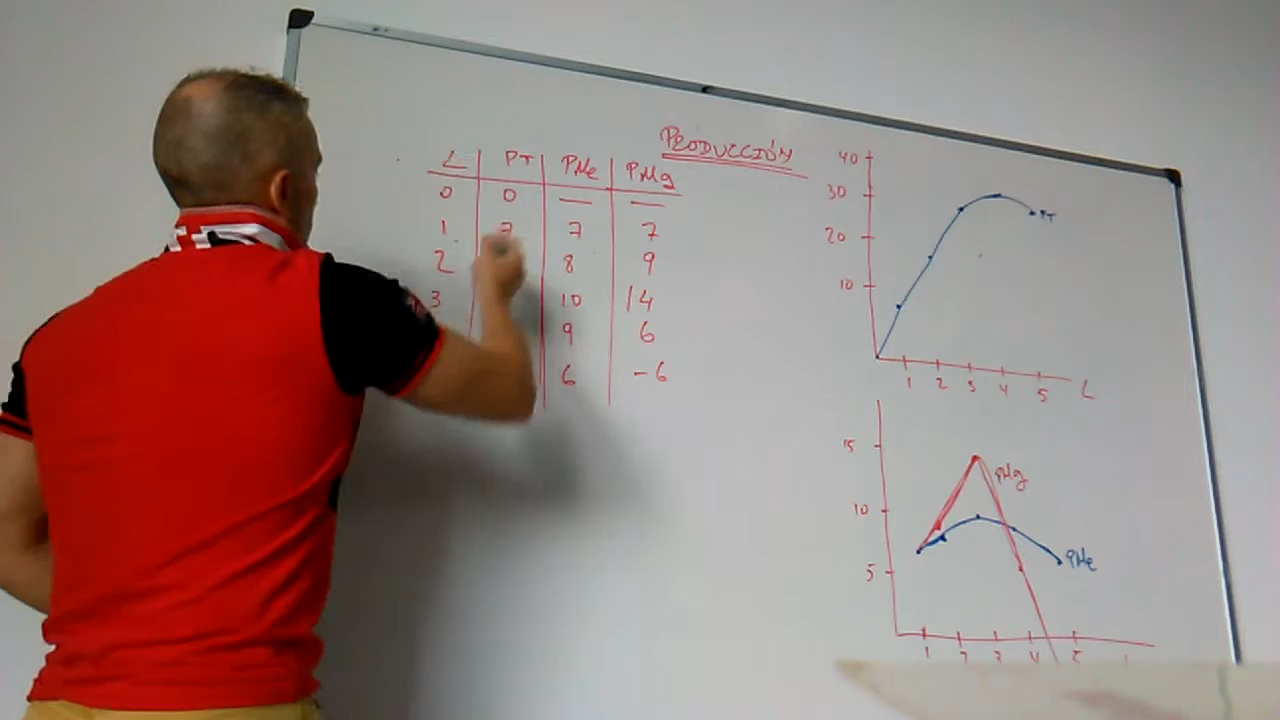 PRODUCCIÓN
L PT PMe PMg
0 0 — —
1 7 7 7
2 8 9
3 10 14
9 6
6 -6
40
30
20
10
PT
1 2 3 4 5 L
15
10
5
PMg
PMe
1 2 3 4 5